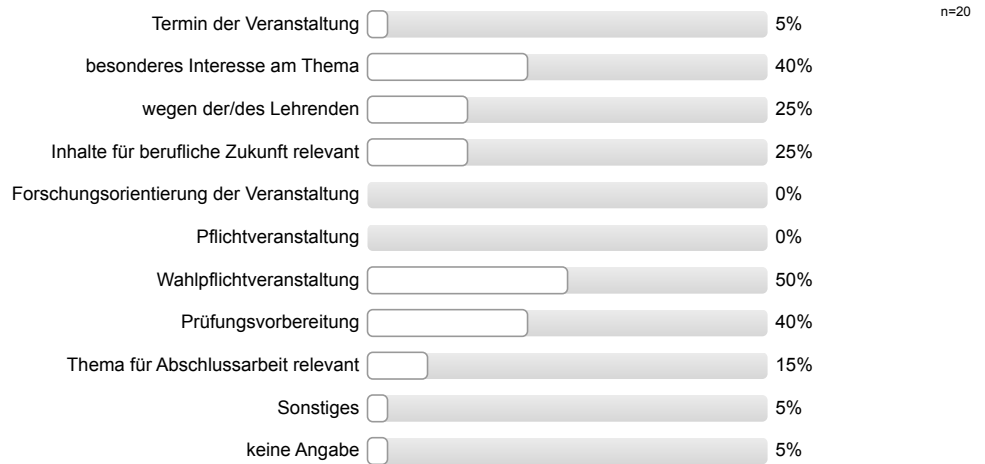 n=20
Termin der Veranstaltung 5%
besonderes Interesse am Thema 40%
wegen der/des Lehrenden 25%
Inhalte für berufliche Zukunft relevant 25%
Forschungsorientierung der Veranstaltung 0%
Pflichtveranstaltung 0%
Wahlpflichtveranstaltung 50%
Prüfungsvorbereitung 40%
Thema für Abschlussarbeit relevant 15%
Sonstiges 5%
keine Angabe 5%